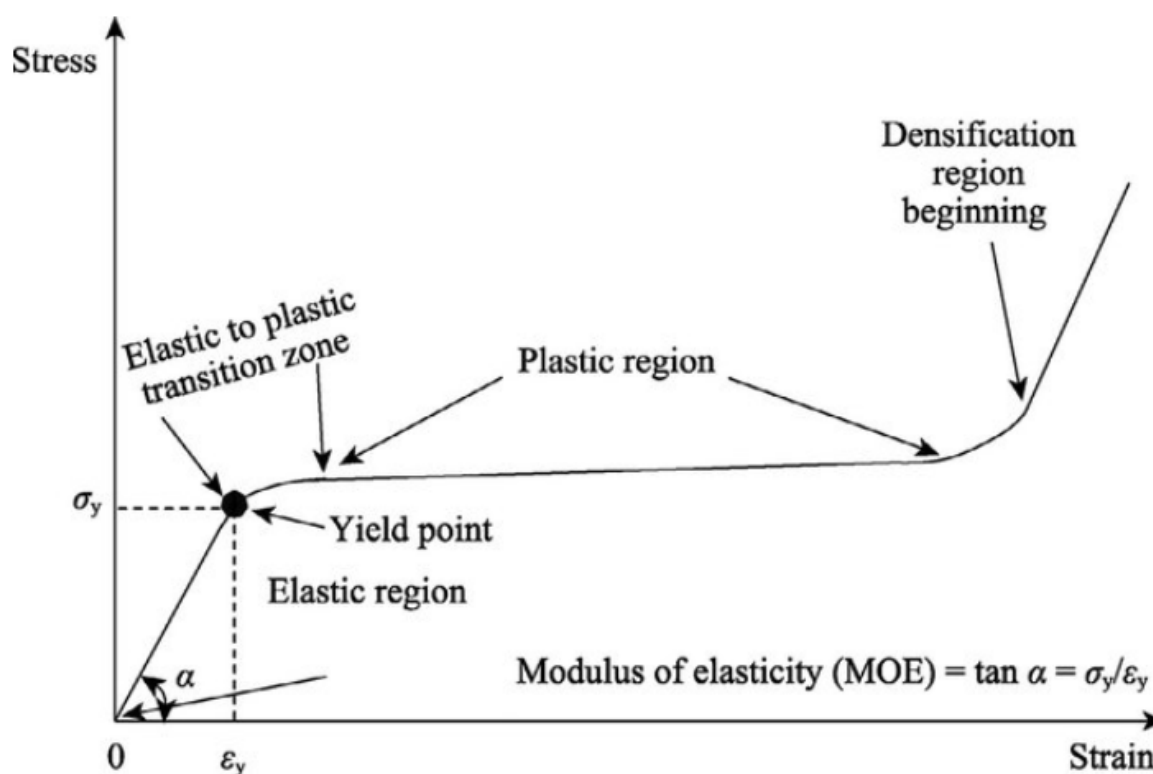 Stress
Densification
region
beginning
Elastic to plastic
transition zone
Plastic region
σy
Yield point
Elastic region
α
Modulus of elasticity (MOE) = tan α = σy/εy
0
εy
Strain